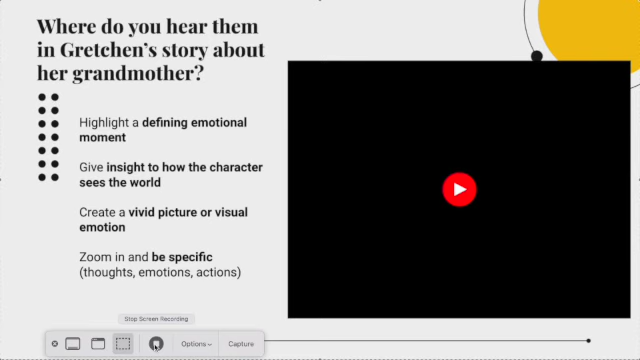 Where do you hear them
in Gretchen's story about
her grandmother?
Highlight a defining emotional
moment
Give insight to how the character
sees the world
Create a vivid picture or visual
emotion
Zoom in and be specific
(thoughts, emotions, actions)
Stop Screen Recording
Options
Capture